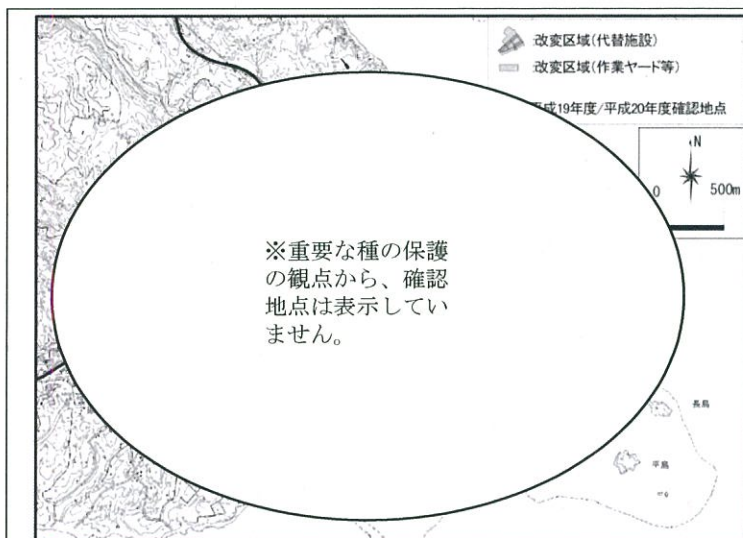 改変区域(代替施設)
改変区域(作業ヤード等)
平成19年度/平成20年度確認地点
N
0 500m
※重要な種の保護
の観点から、確認
地点は表示してい
ません。
長島
平島